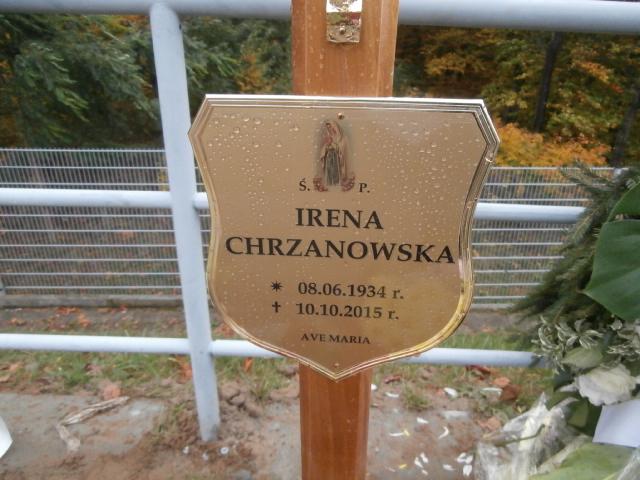 Ś. P.
IRENA
CHRZANOWSKA
✷ 08.06.1934 r.
✝ 10.10.2015 r.
AVE MARIA